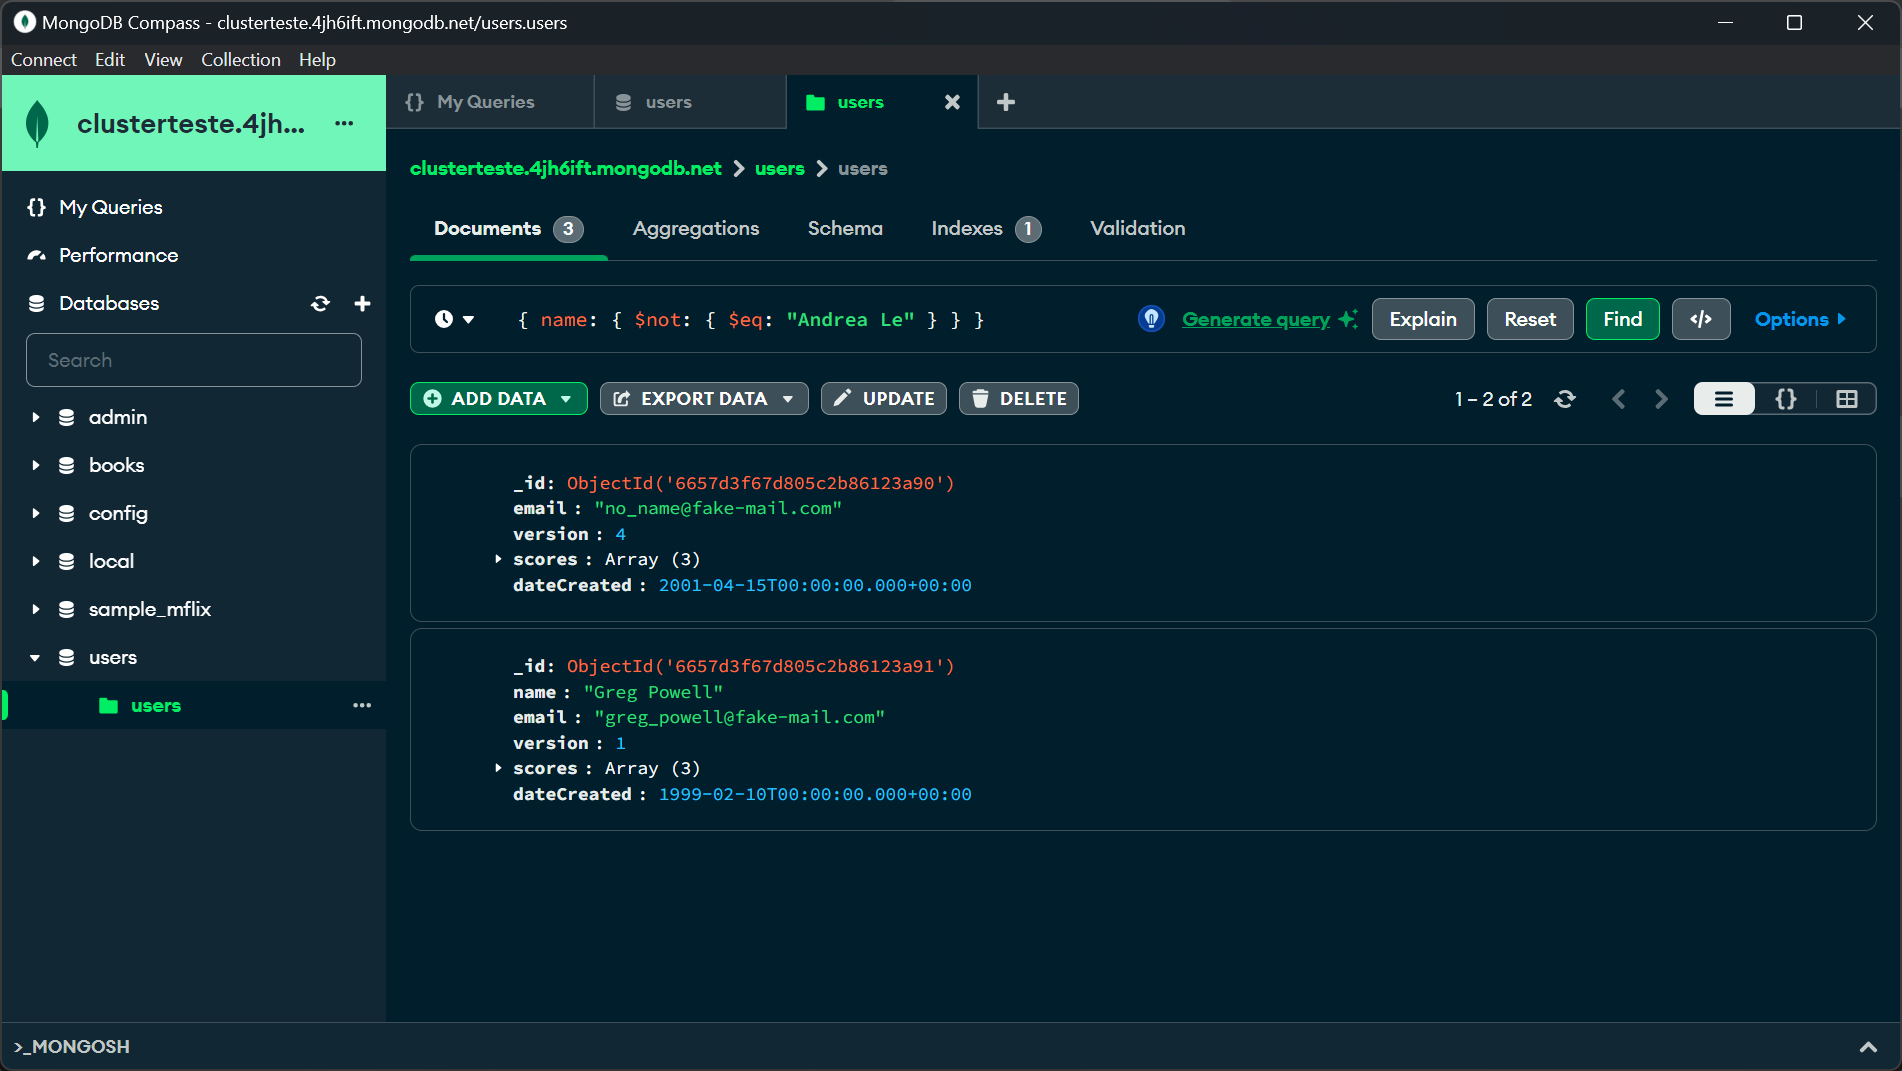 MongoDB Compass - clusterteste.4jh6ift.mongodb.net/users.users
Connect Edit View Collection Help
clusterteste.4jh...
My Queries
Performance
Databases
Search
admin
books
config
local
sample_mflix
users
users
{} My Queries users users
clusterteste.4jh6ift.mongodb.net > users > users
Documents 3 Aggregations Schema Indexes 1 Validation
{ name: { $not: { $eq: "Andrea Le" } } } Generate query Explain Reset Find </> Options
ADD DATA EXPORT DATA UPDATE DELETE 1 – 2 of 2 {}
_id: ObjectId('6657d3f67d805c2b86123a90')
email : "no_name@fake-mail.com"
version : 4
scores : Array (3)
dateCreated : 2001-04-15T00:00:00.000+00:00
_id: ObjectId('6657d3f67d805c2b86123a91')
name : "Greg Powell"
email : "greg_powell@fake-mail.com"
version : 1
scores : Array (3)
dateCreated : 1999-02-10T00:00:00.000+00:00
>_MONGOSH